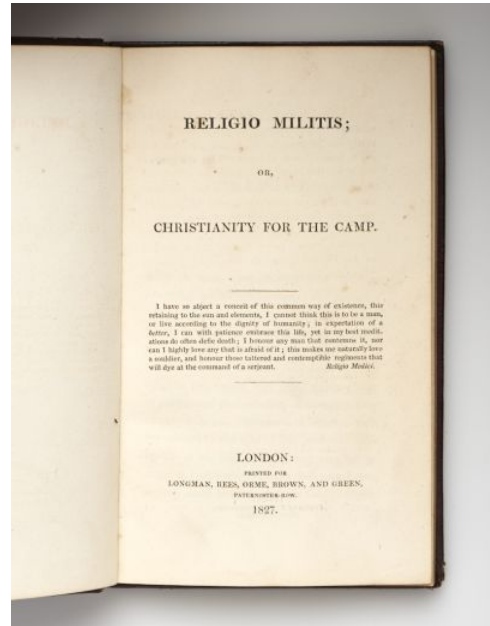 RELIGIO MILITIS;
OR,
CHRISTIANITY FOR THE CAMP.
I have so abject a conceit of this common way of existence, this
retaining to the sun and elements, I cannot think this is to be a man,
or live according to the dignity of humanity; in expectation of a
better, I can with patience embrace this life, yet in my best medit-
ations do often defie death; I honour any man that contemns it, nor
can I highly love any that is afraid of it; this makes me naturally love
a souldier, and honour those tattered and contemptible regiments that
will dye at the command of a serjeant. Religio Medici.
LONDON:
PRINTED FOR
LONGMAN, REES, ORME, BROWN, AND GREEN,
PATERNOSTER-ROW.
1827.